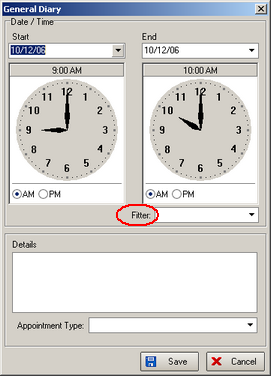 General Diary
Date / Time
Start End
10/12/06 10/12/06
9:00 AM 10:00 AM
12 1 2 3 4 5 6 7 8 9 10 11
12 1 2 3 4 5 6 7 8 9 10 11
AM PM AM PM
Filter:
Details
Appointment Type:
Save Cancel